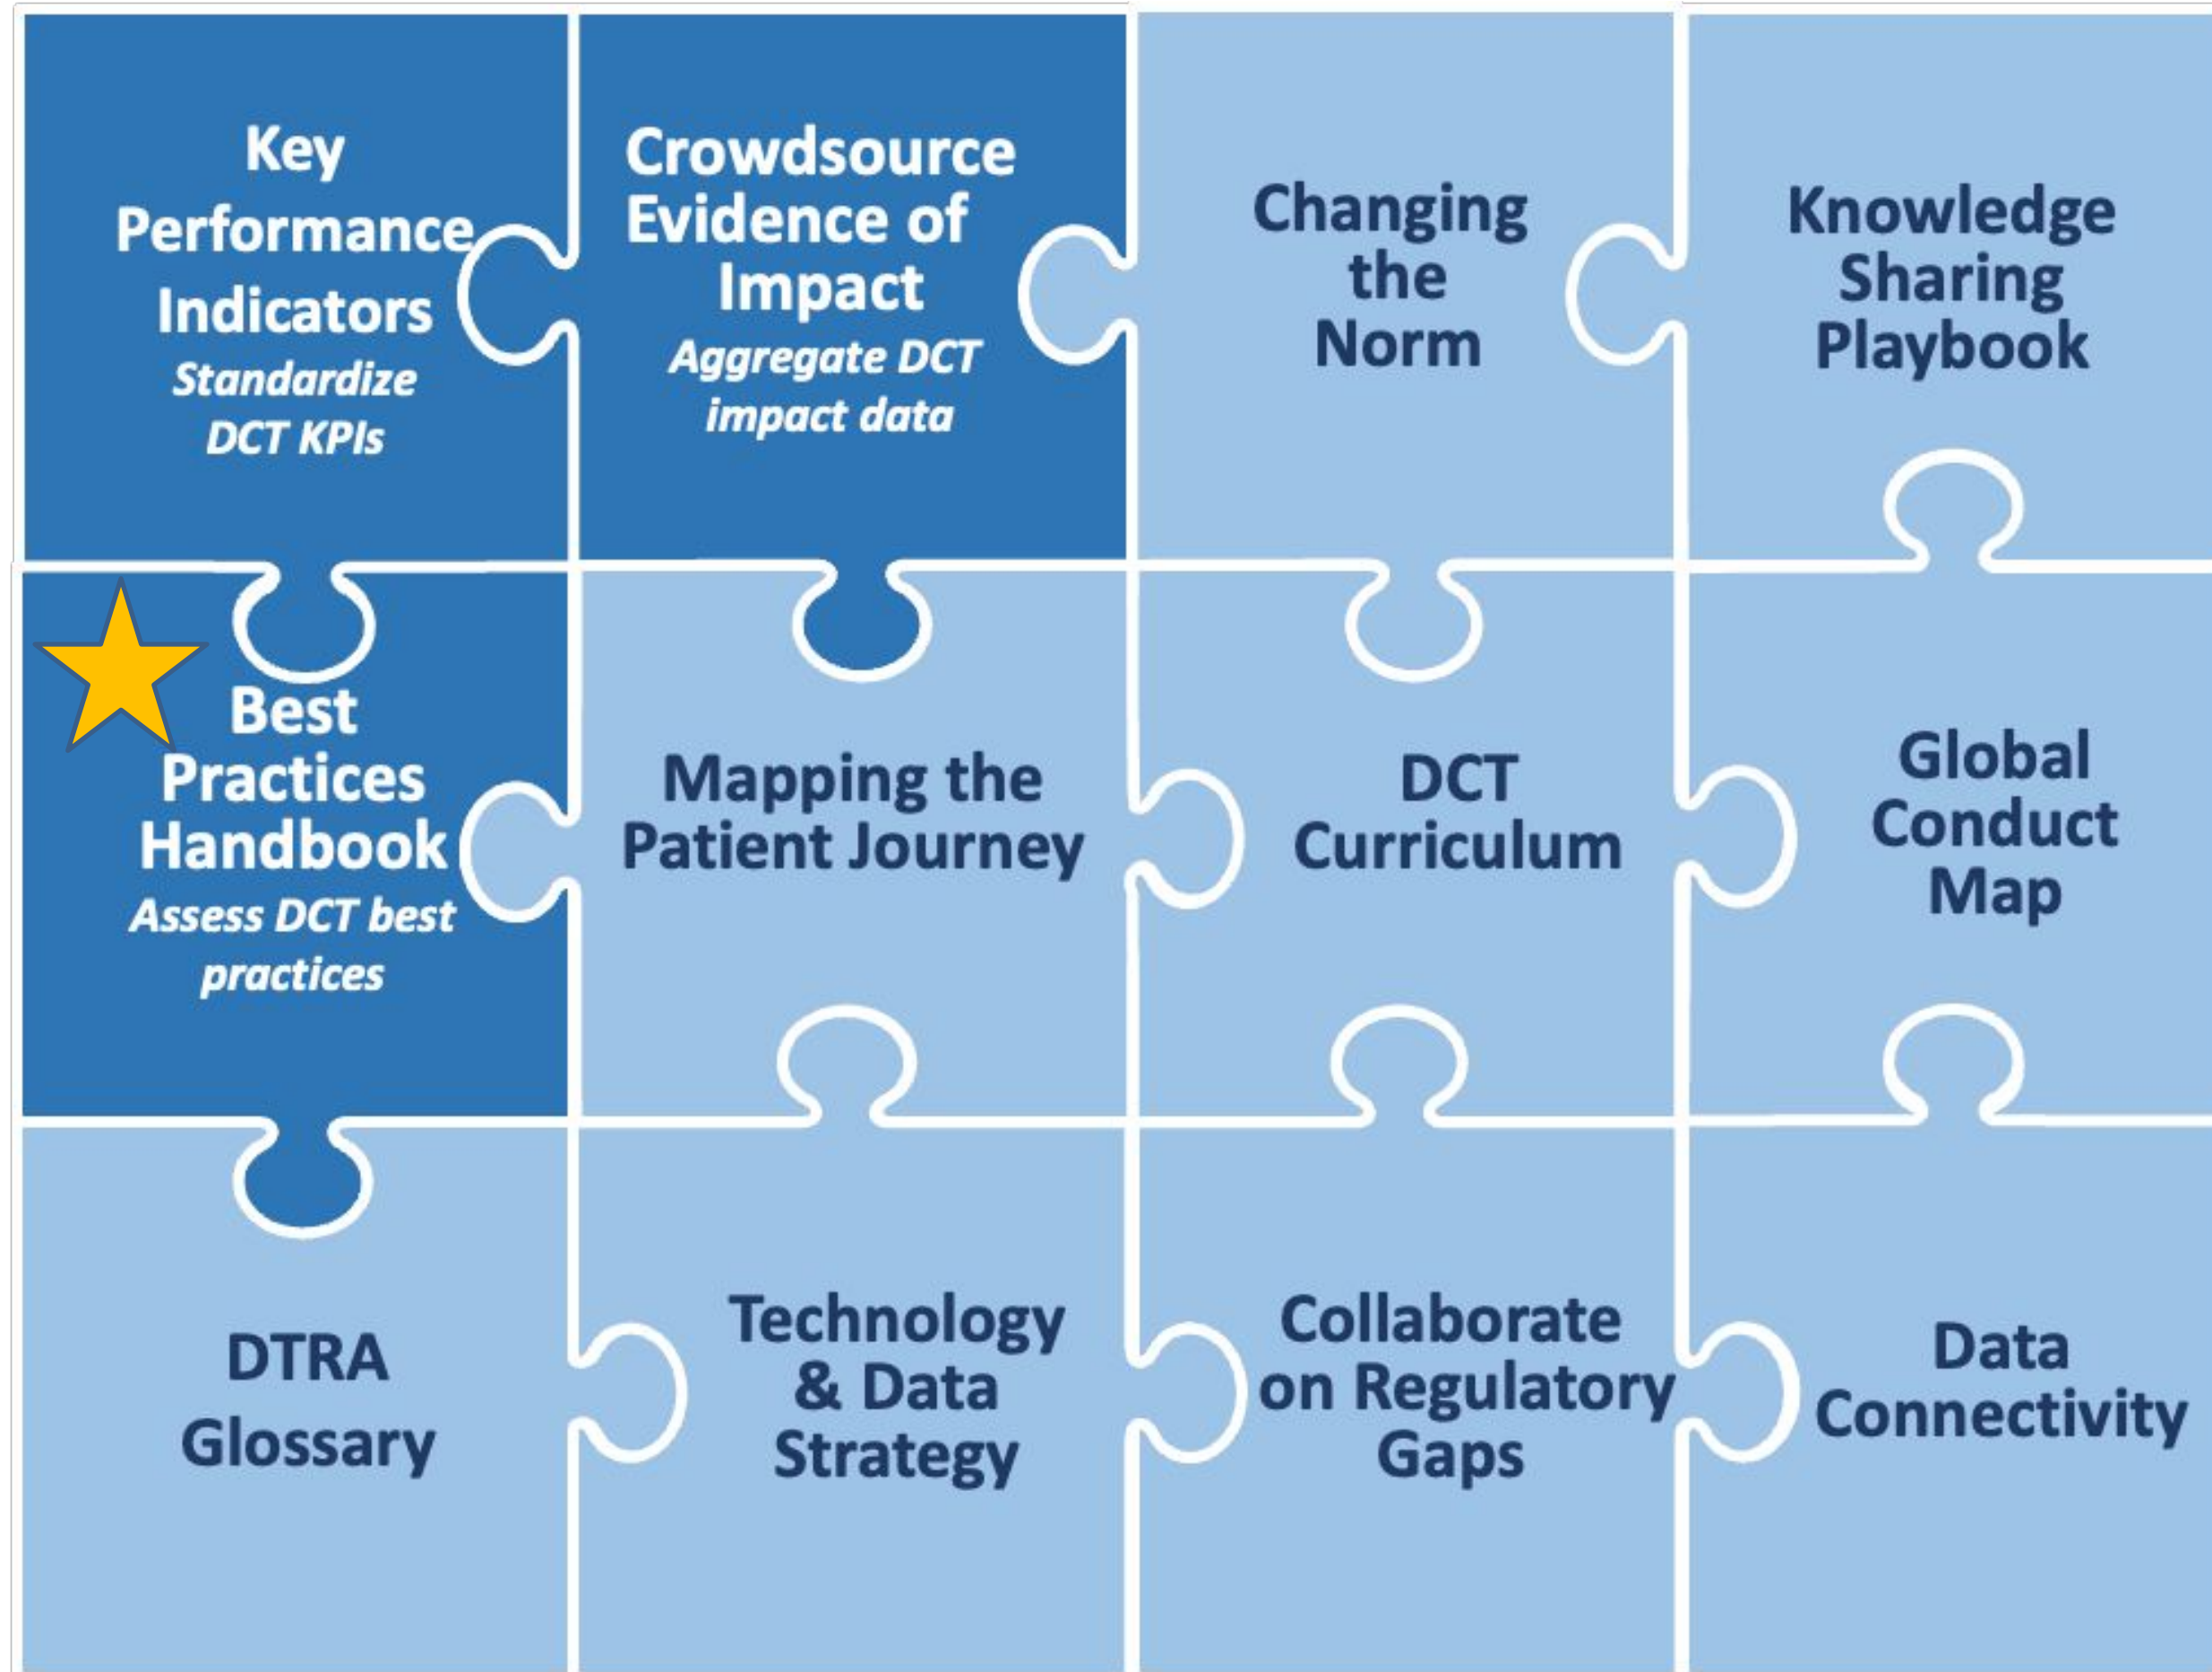 Key
Performance
Indicators
Standardize
DCT KPIs
Crowdsource
Evidence of
Impact
Aggregate DCT
impact data
Changing
the
Norm
Knowledge
Sharing
Playbook
Best
Practices
Handbook
Assess DCT best
practices
Mapping the
Patient Journey
DCT
Curriculum
Global
Conduct
Map
DTRA
Glossary
Technology
& Data
Strategy
Collaborate
on Regulatory
Gaps
Data
Connectivity